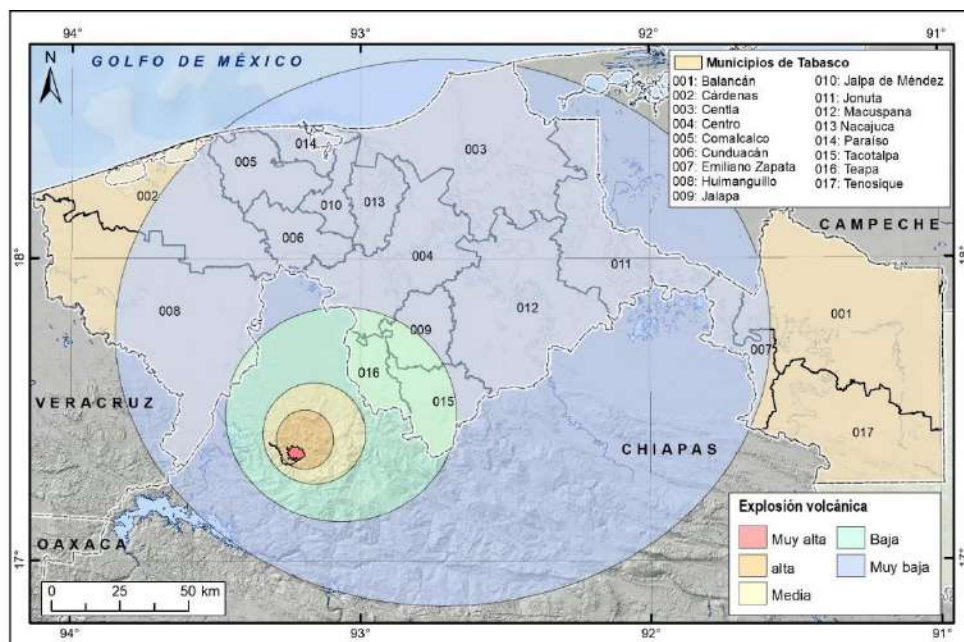 94°
93°
92°
91°
N
GOLFO DE MÉXICO
Municipios de Tabasco
001: Balancán
002: Cárdenas
003: Centla
004: Centro
005: Comalcalco
006: Cunduacán
007: Emiliano Zapata
008: Huimanguillo
009: Jalapa
010: Jalpa de Méndez
011: Jonuta
012: Macuspana
013 Nacajuca
014: Paraíso
015: Tacotalpa
016: Teapa
017: Tenosique
014
003
005
002
010
013
CAMPECHE
006
004
18°
011
18°
008
012
001
009
007
016
VERACRUZ
015
017
CHIAPAS
Explosión volcánica
Muy alta
alta
Media
Baja
Muy baja
OAXACA
17°
17°
0 25 50
km
94°
93°
92°
91°